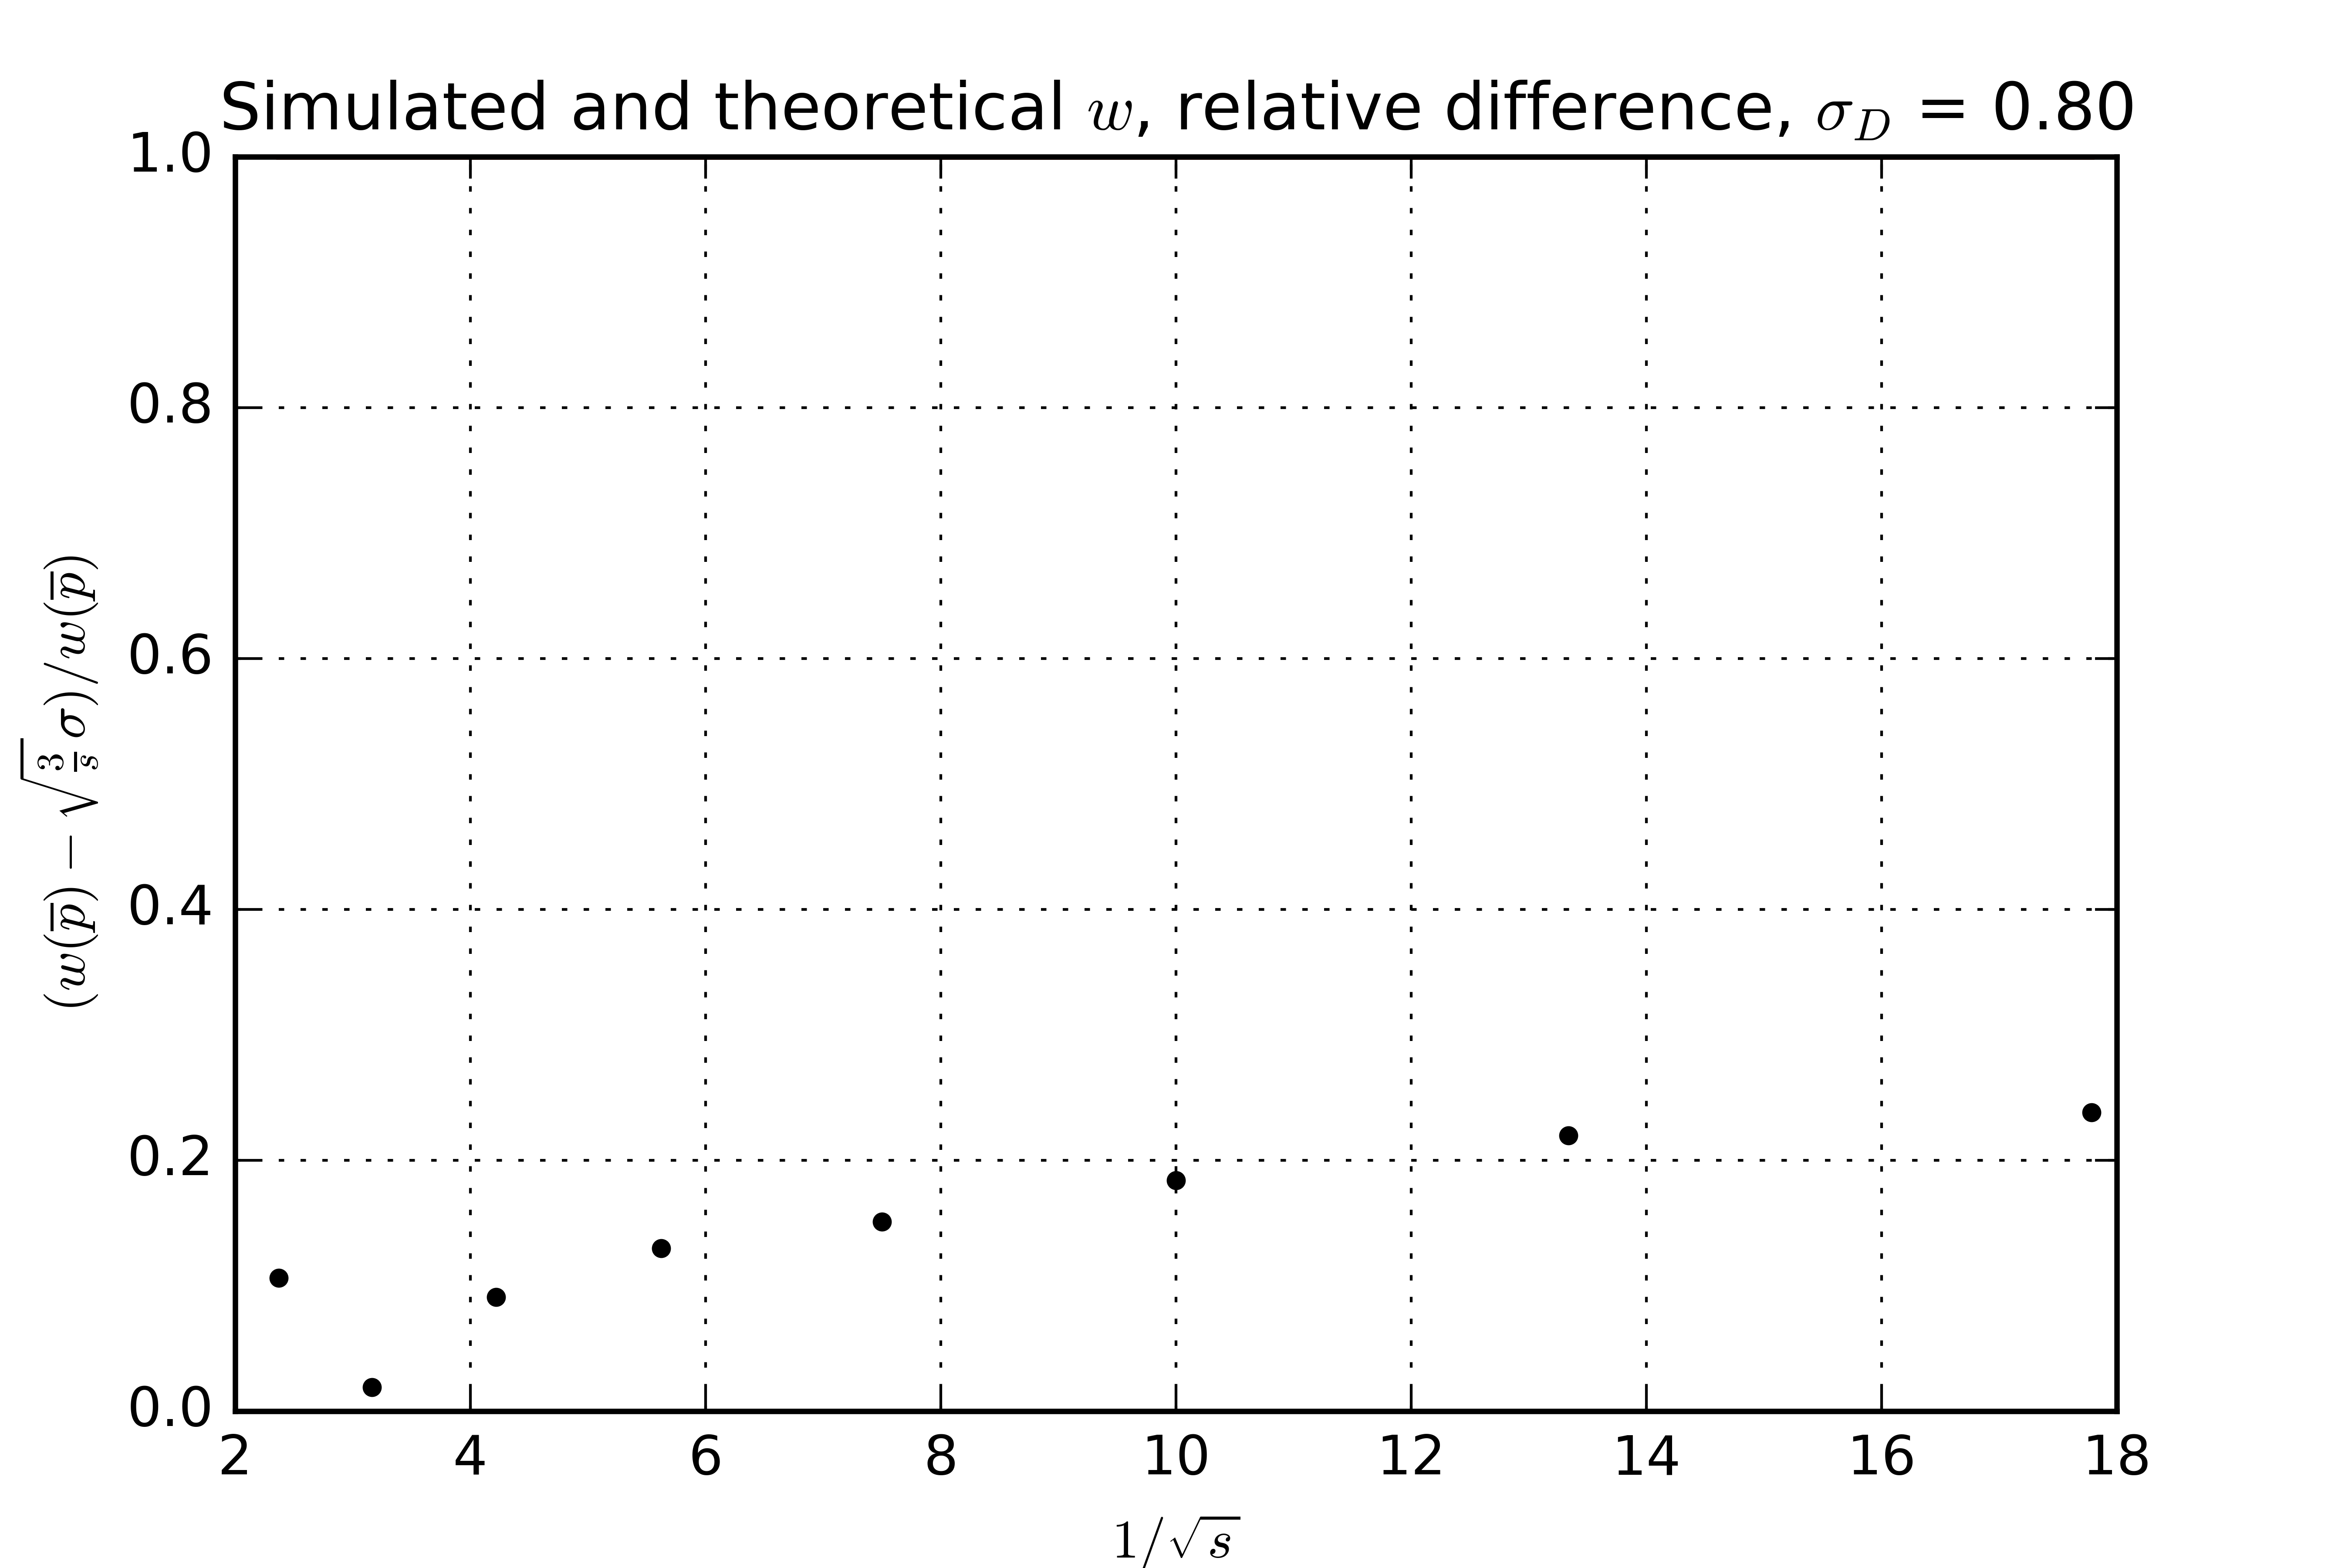 Simulated and theoretical w, relative difference, σ_D = 0.80
1.0
0.8
0.6
0.4
0.2
0.0
(w(p̅) − √(3/s) σ)/w(p̅)
2 4 6 8 10 12 14 16 18
1/√s